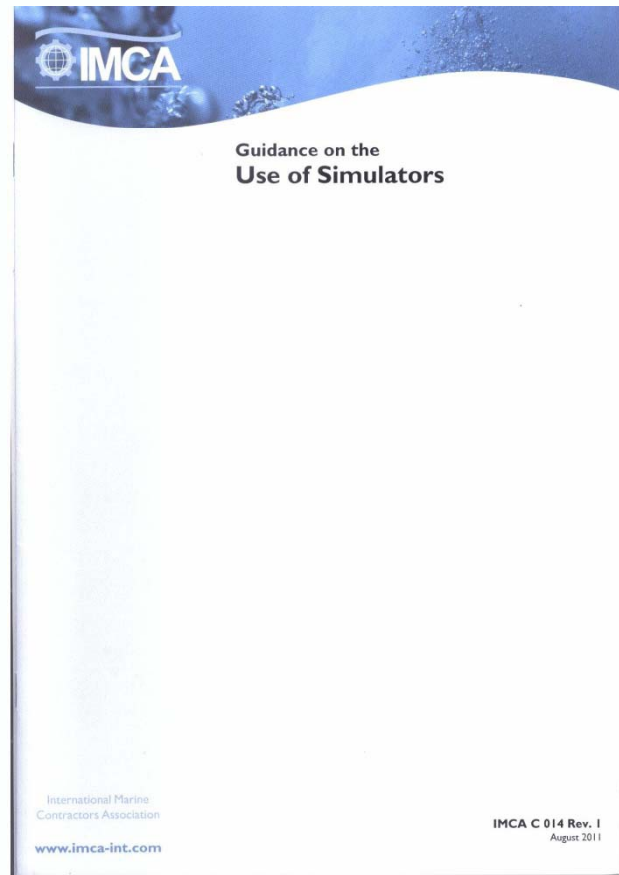 IMCA
Guidance on the
Use of Simulators
International Marine
Contractors Association
www.imca-int.com
IMCA C 014 Rev. 1
August 2011